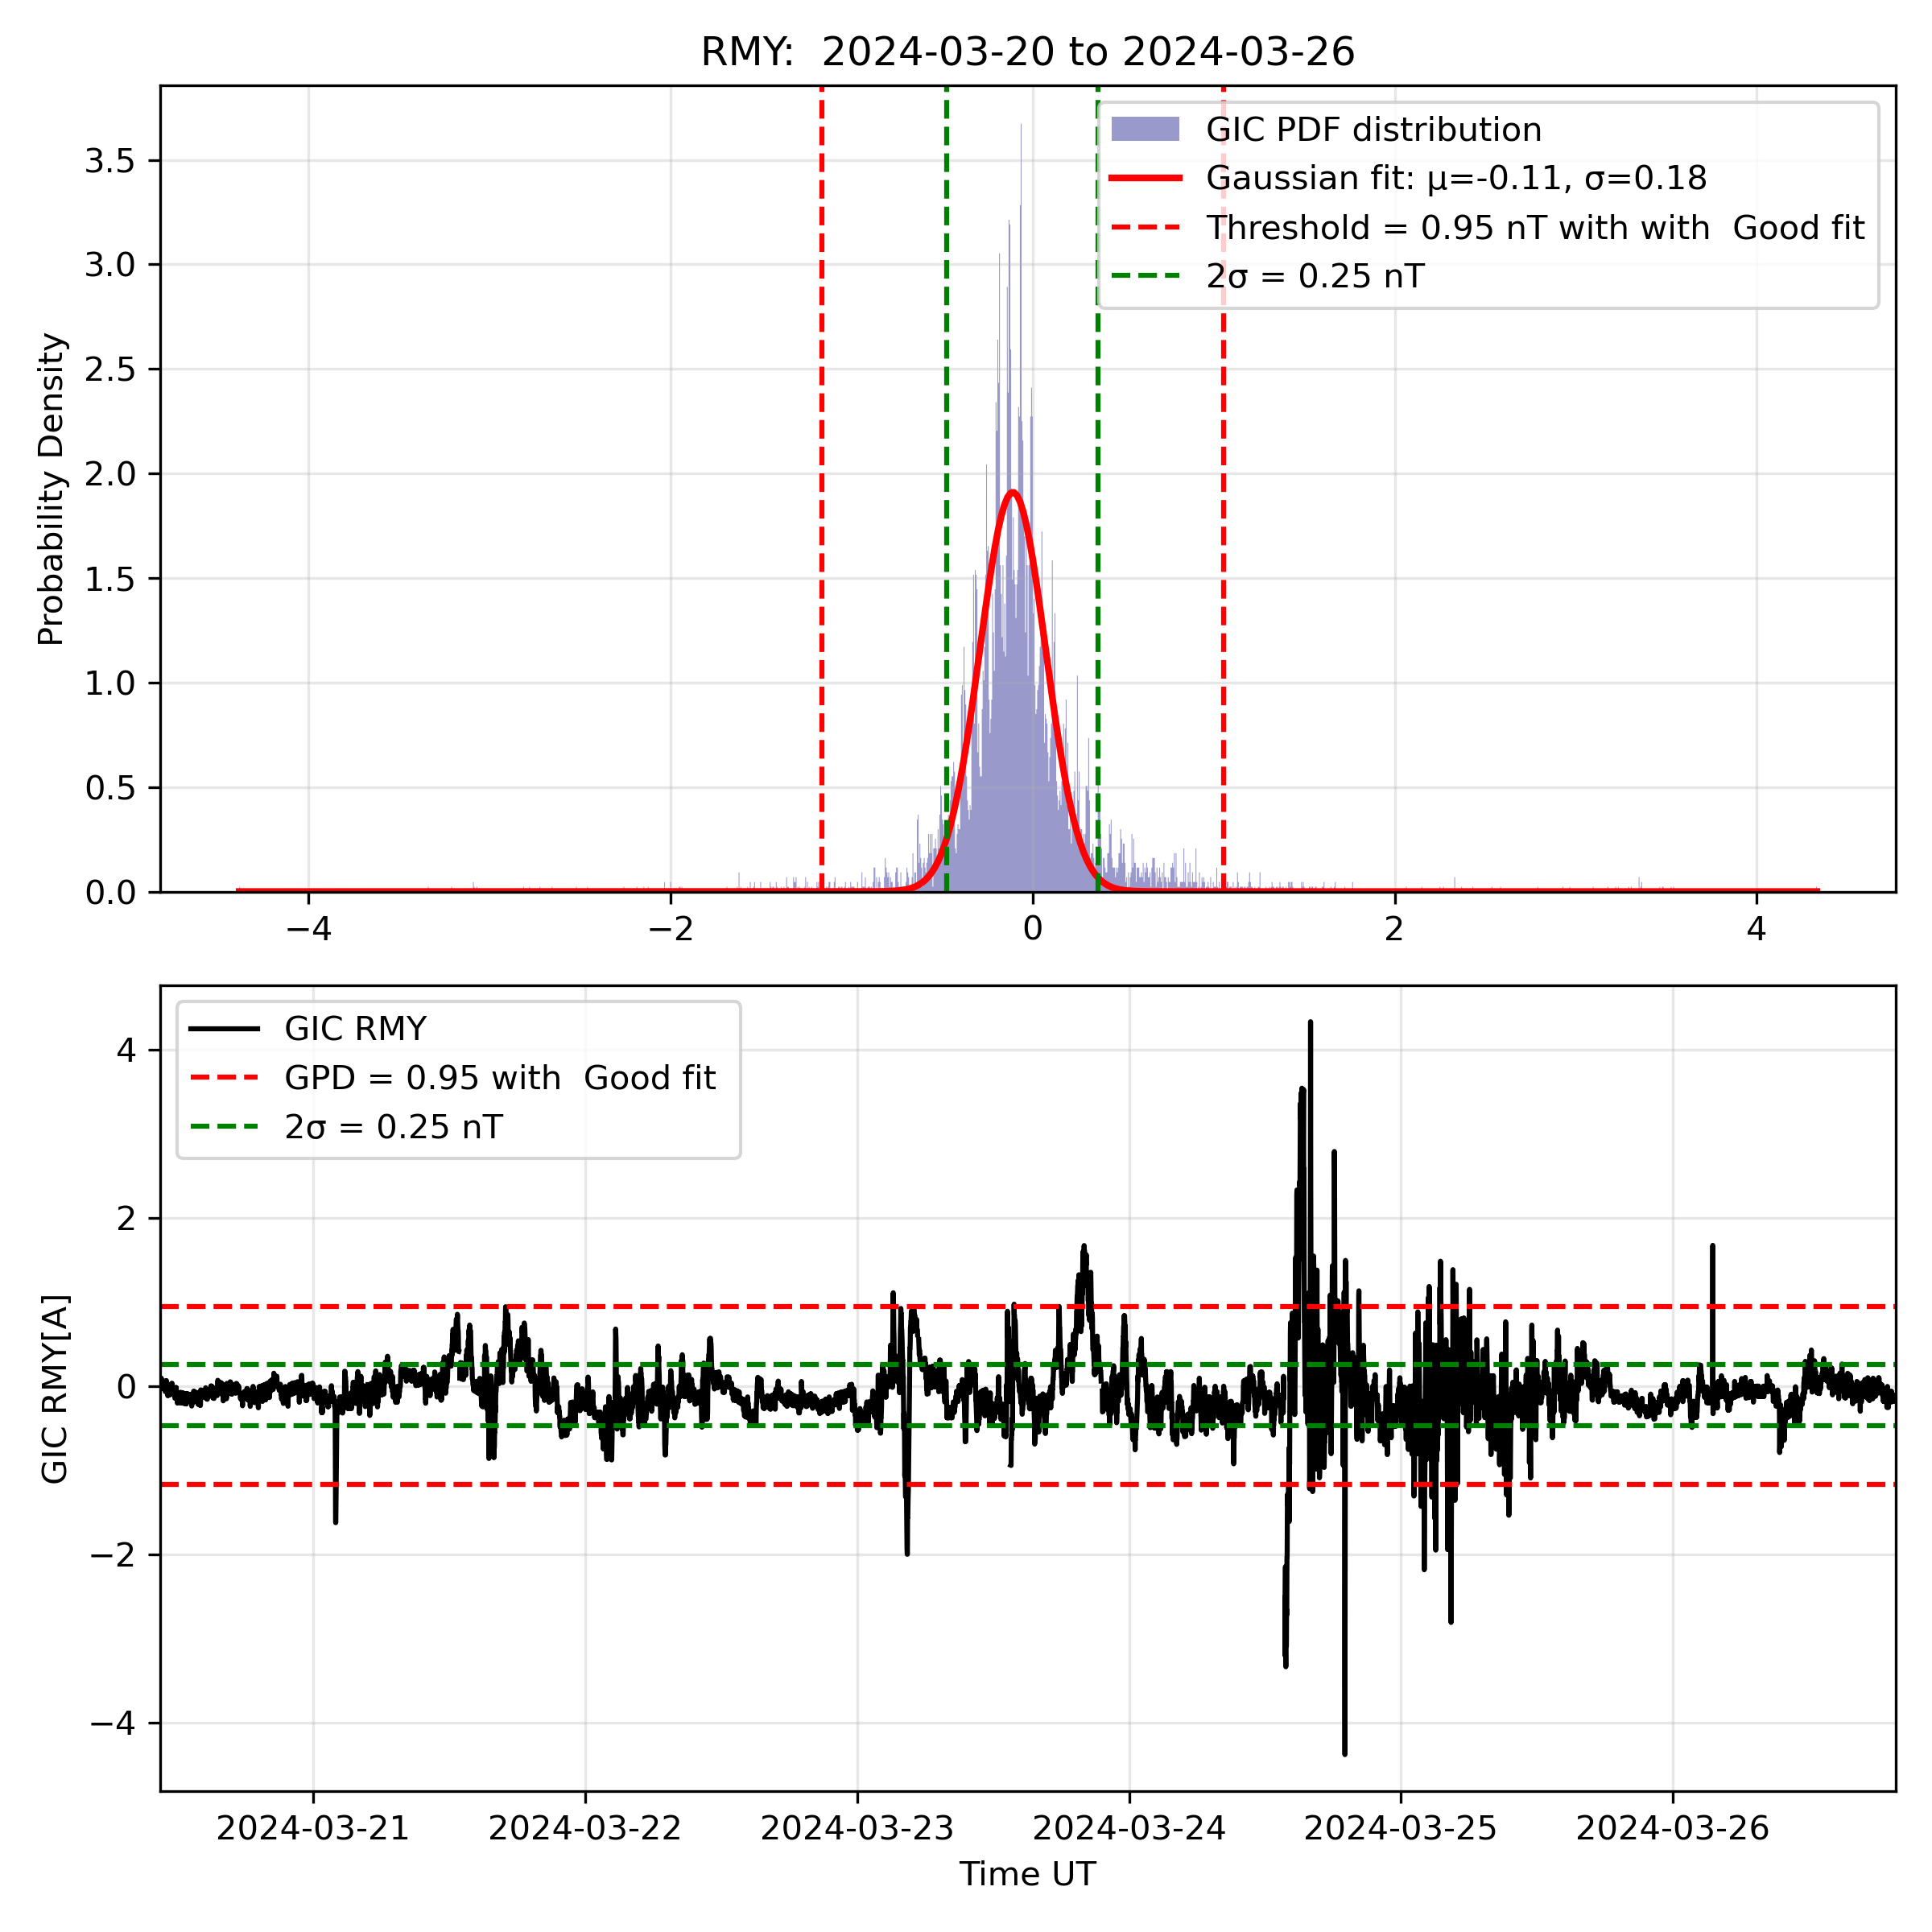 RMY:  2024-03-20 to 2024-03-26
Probability Density
3.5
3.0
2.5
2.0
1.5
1.0
0.5
0.0
GIC PDF distribution
Gaussian fit: μ=-0.11, σ=0.18
Threshold = 0.95 nT with with  Good fit
2σ = 0.25 nT
−4
−2
0
2
4
GIC RMY[A]
4
2
0
−2
−4
GIC RMY
GPD = 0.95 with  Good fit
2σ = 0.25 nT
2024-03-21
2024-03-22
2024-03-23
2024-03-24
2024-03-25
2024-03-26
Time UT